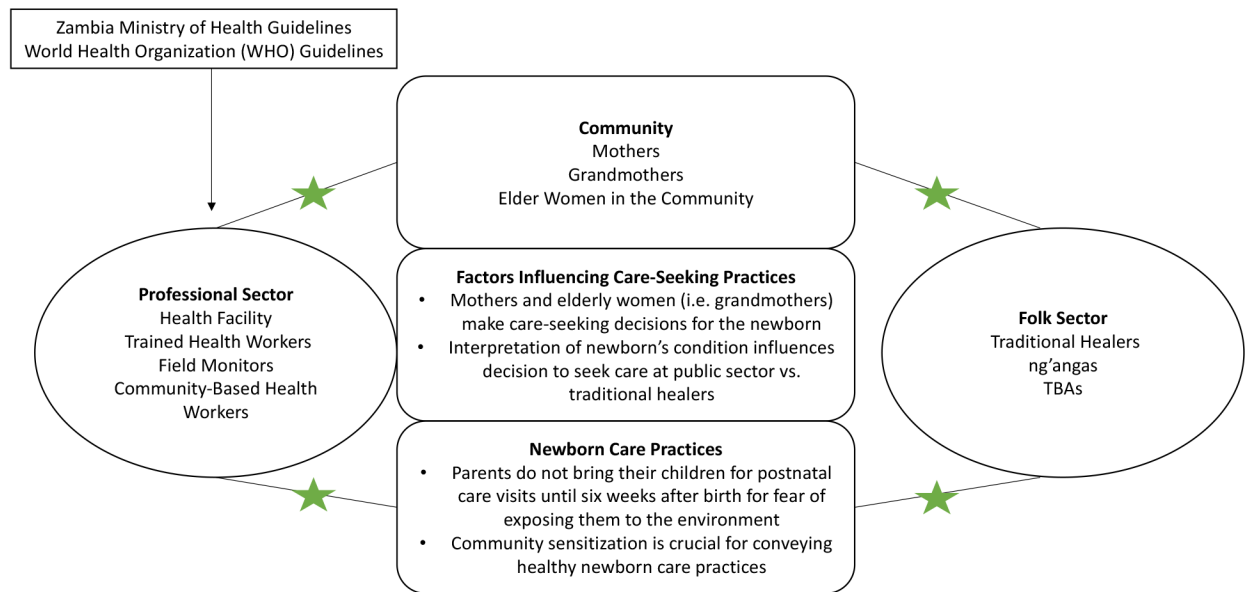 Zambia Ministry of Health Guidelines
World Health Organization (WHO) Guidelines
Community
Mothers
Grandmothers
Elder Women in the Community
Professional Sector
Health Facility
Trained Health Workers
Field Monitors
Community-Based Health
Workers
Factors Influencing Care-Seeking Practices
• Mothers and elderly women (i.e. grandmothers)
make care-seeking decisions for the newborn
• Interpretation of newborn’s condition influences
decision to seek care at public sector vs.
traditional healers
Folk Sector
Traditional Healers
ng’angas
TBAs
Newborn Care Practices
• Parents do not bring their children for postnatal
care visits until six weeks after birth for fear of
exposing them to the environment
• Community sensitization is crucial for conveying
healthy newborn care practices